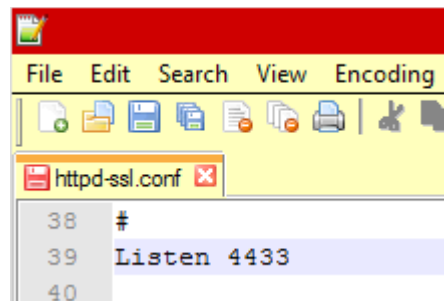 File Edit Search View Encoding
httpd-ssl.conf
38 #
39 Listen 4433
40